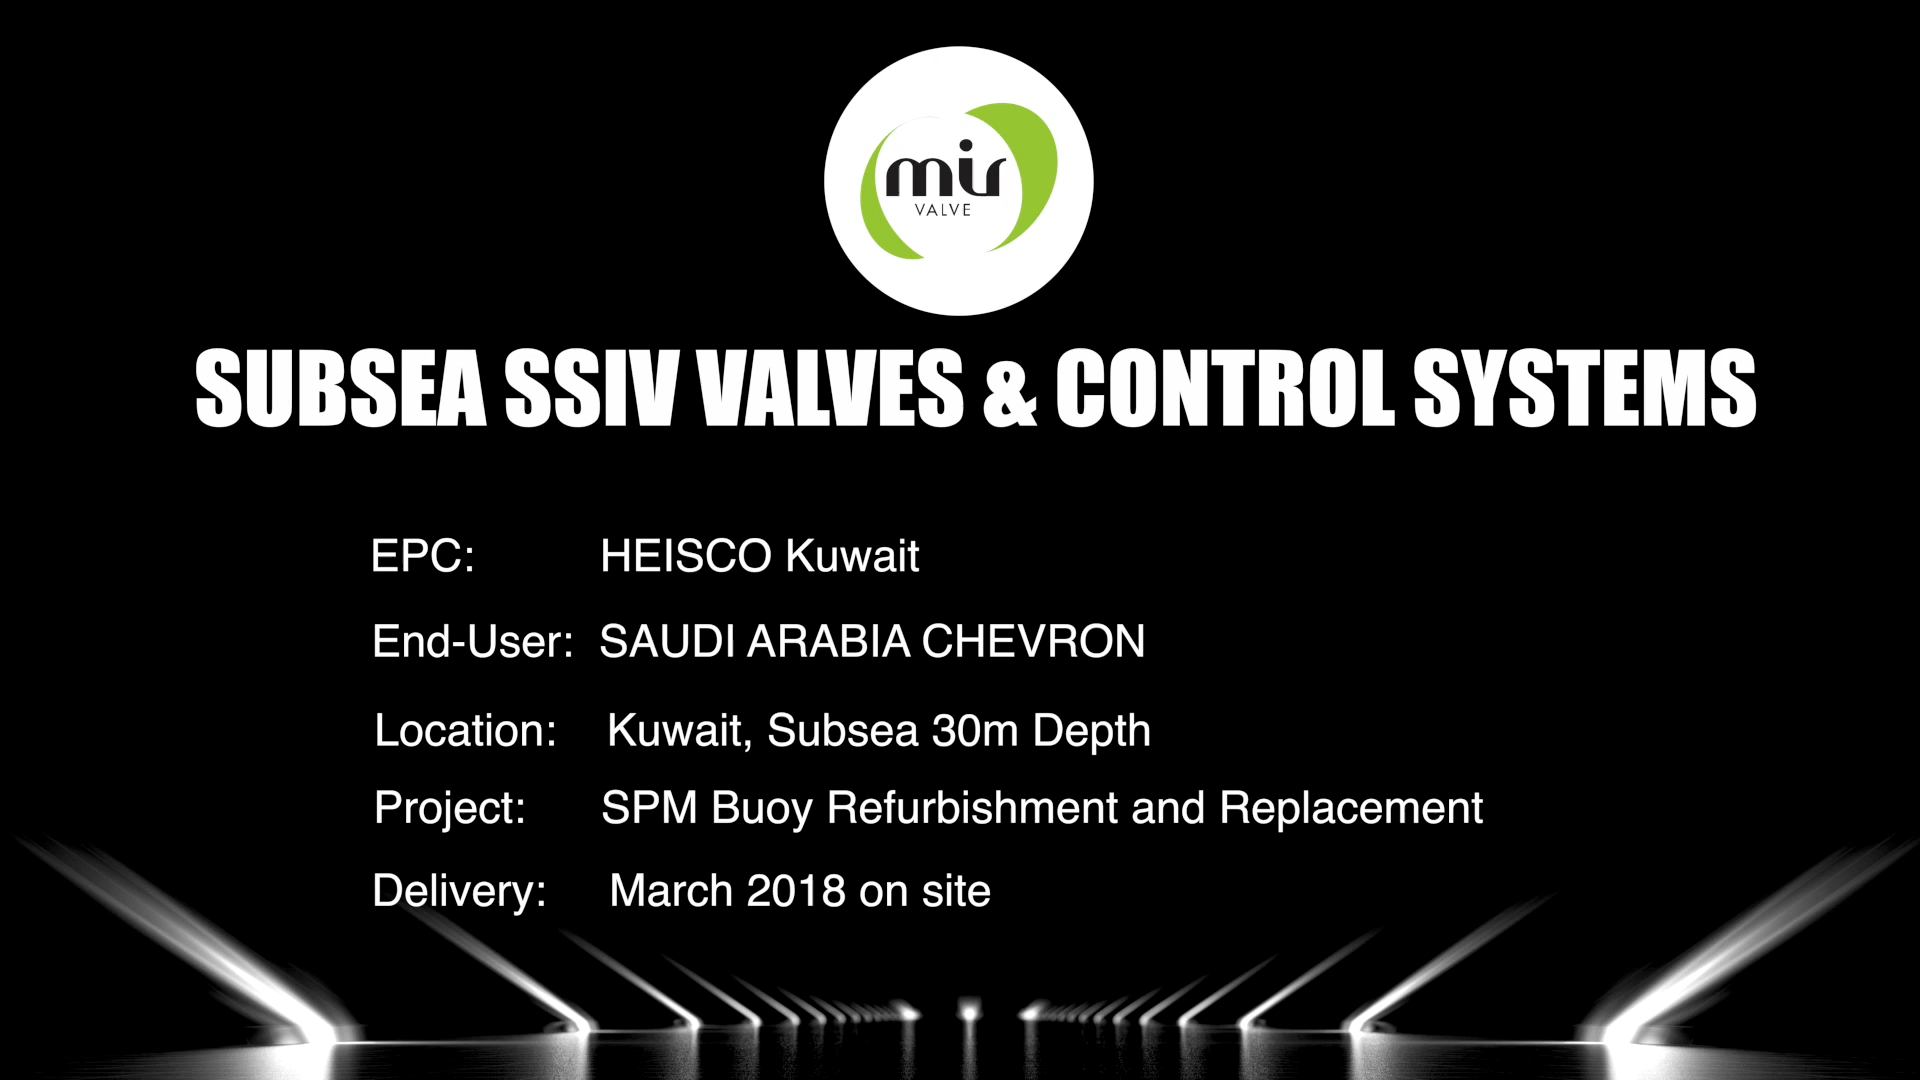 mir
VALVE
SUBSEA SSIV VALVES & CONTROL SYSTEMS
EPC: HEISCO Kuwait
End-User: SAUDI ARABIA CHEVRON
Location: Kuwait, Subsea 30m Depth
Project: SPM Buoy Refurbishment and Replacement
Delivery: March 2018 on site